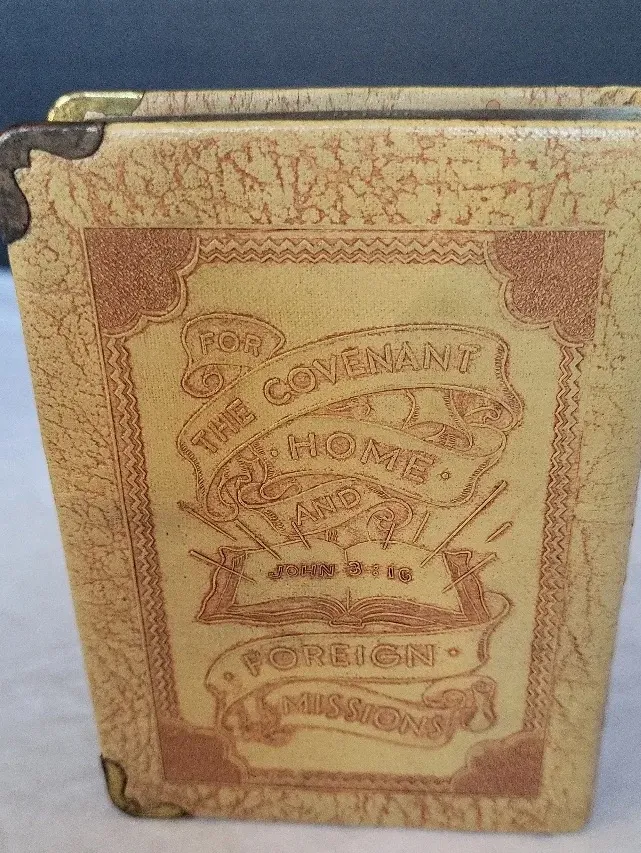 FOR
THE COVENANT
· HOME ·
AND
JOHN 3:16
· FOREIGN ·
MISSIONS